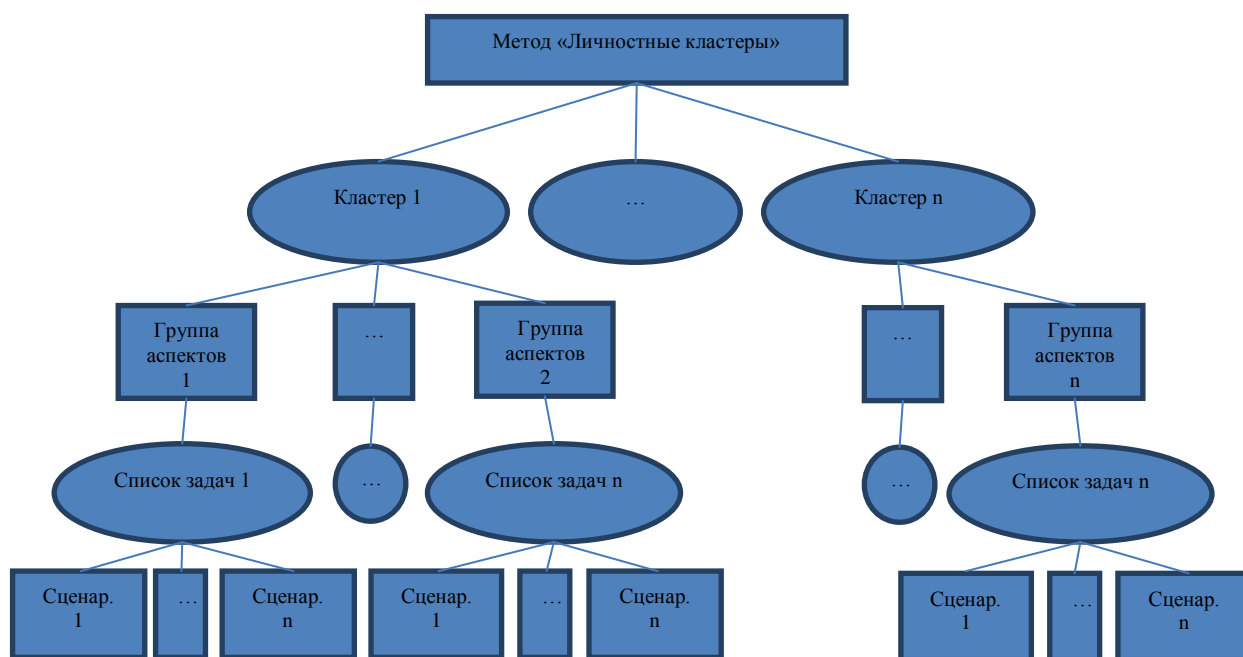 Метод «Личностные кластеры»
Кластер 1
…
Кластер n
Группа
аспектов
1
…
Группа
аспектов
2
…
Группа
аспектов
n
Список задач 1
…
Список задач n
…
Список задач n
Сценар.
1
…
Сценар.
n
Сценар.
1
…
Сценар.
n
Сценар.
1
…
Сценар.
n